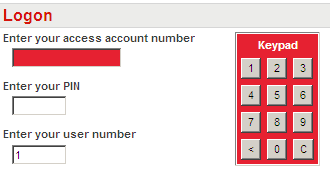 Logon
Enter your access account number
Enter your PIN
Enter your user number
1
Keypad
1 2 3
4 5 6
7 8 9
< 0 C